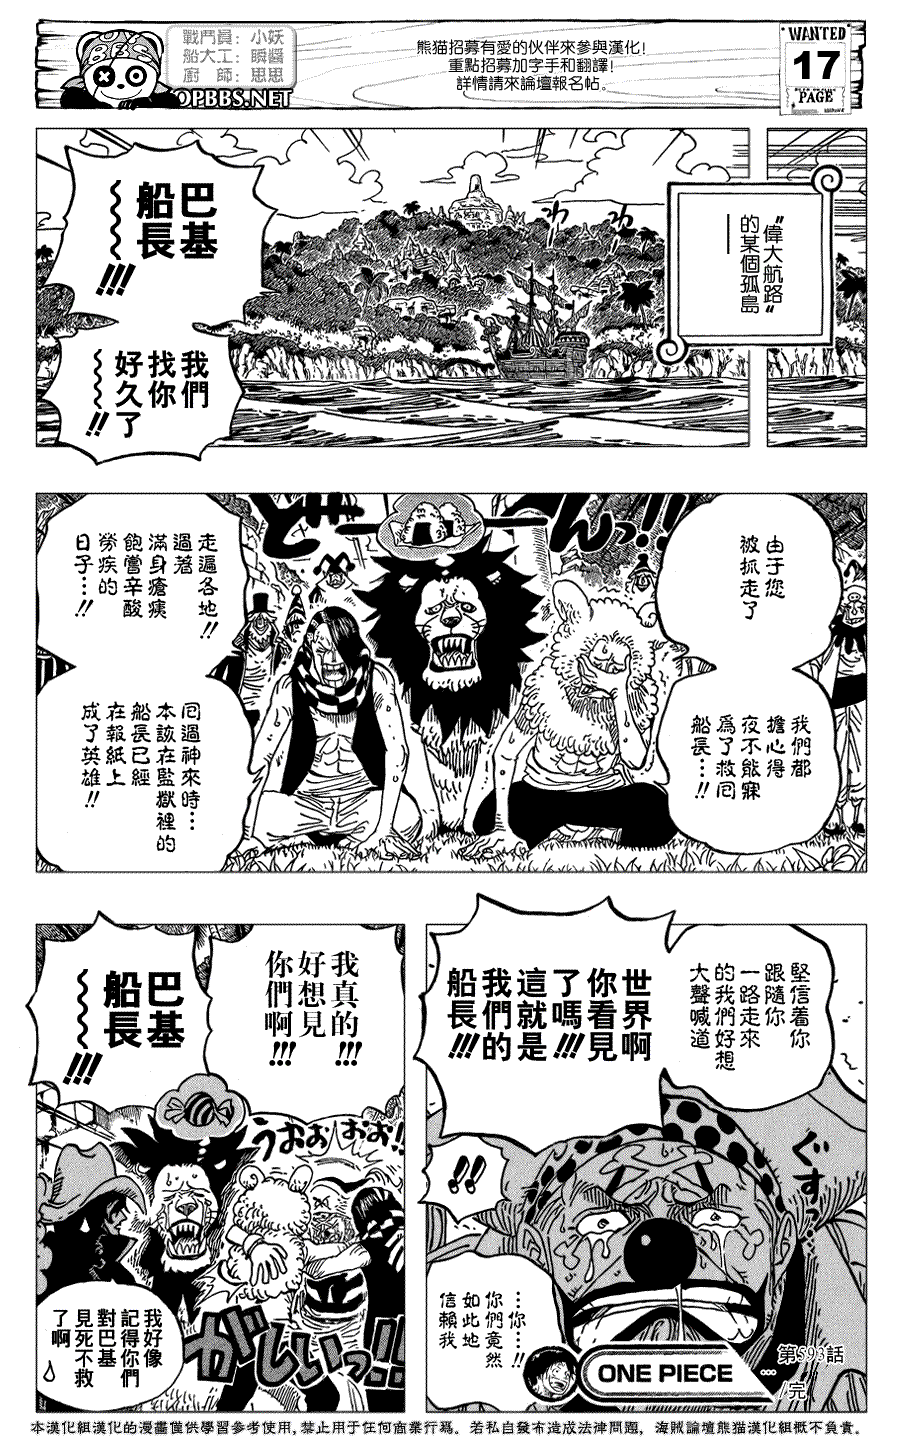 戰鬥員：小妖
船大工：瞬醬
廚　師：思思
OPBBS.NET
熊猫招募有愛的伙伴來參與漢化!
重點招募加字手和翻譯!
詳情請來論壇報名帖。
WANTED
17
PAGE
“偉大航路”
的某個孤島
——
巴基
船長
~~!!!
我們
找你
好久了
~~!!
由于您
被抓走了
我們都
擔心得
夜不能寐
爲了救回
船長…!!
ど
ーんっ!!
走遍各地!!
過著
滿身瘡痍
飽嘗辛酸
勞疾的
日子…!!
回過神來時…
本該在監獄裡的
船長已經
在報紙上
成了英雄!!
堅信着你
跟隨你
一路走來
的我們好想
大聲喊道
世界啊
你看見
了嗎!!!
這就是
我們的
船長!!!
!!
ぐすっ…
…你…!!
你們竟然
如此地
信賴我
我真的!!!
好想見
你們啊!!!
巴基
船長
~~!!!
うおおおお!!
がしいっ!!
我好像
記得你們
對巴基
見死不救
了啊
ONE PIECE
第593話
…
/完
本漢化組漢化的漫畫僅供學習參考使用,禁止用于任何商業行爲。若私自發布造成法律問題，海賊論壇熊猫漢化組概不負責。